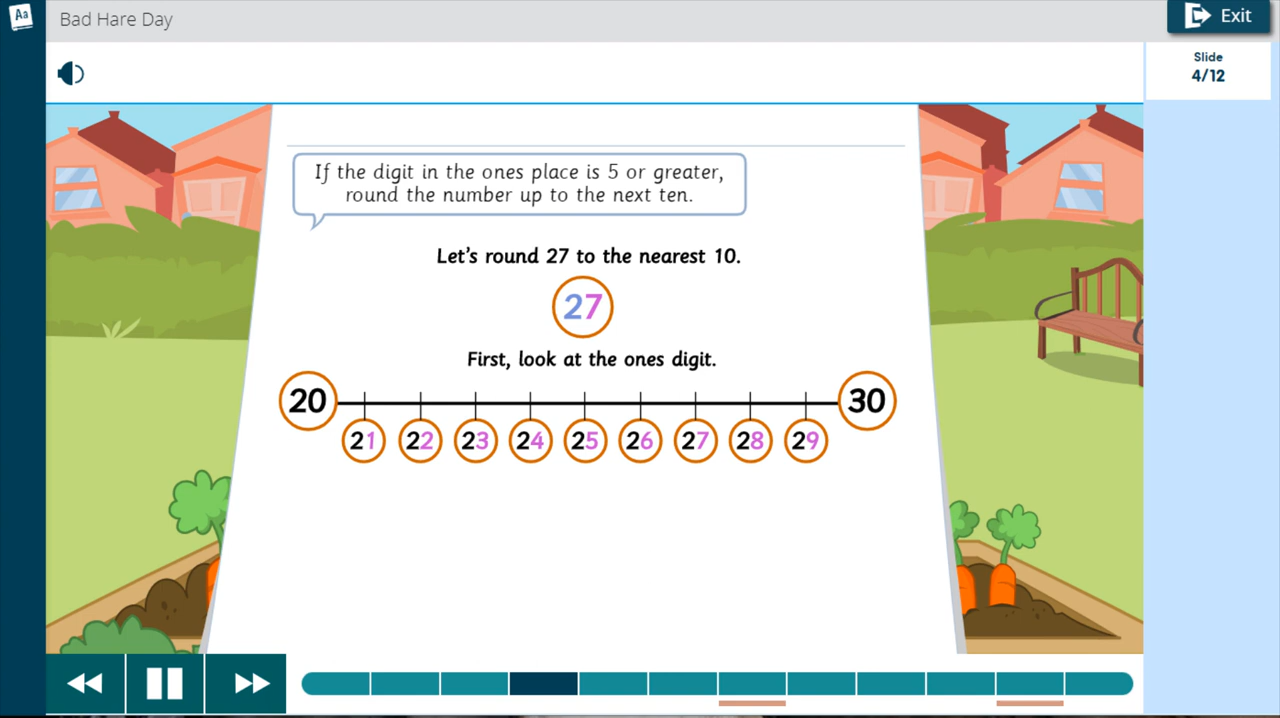 Aa
Bad Hare Day
Exit
Slide
4/12
If the digit in the ones place is 5 or greater,
round the number up to the next ten.
Let's round 27 to the nearest 10.
27
First, look at the ones digit.
20 30
21 22 23 24 25 26 27 28 29